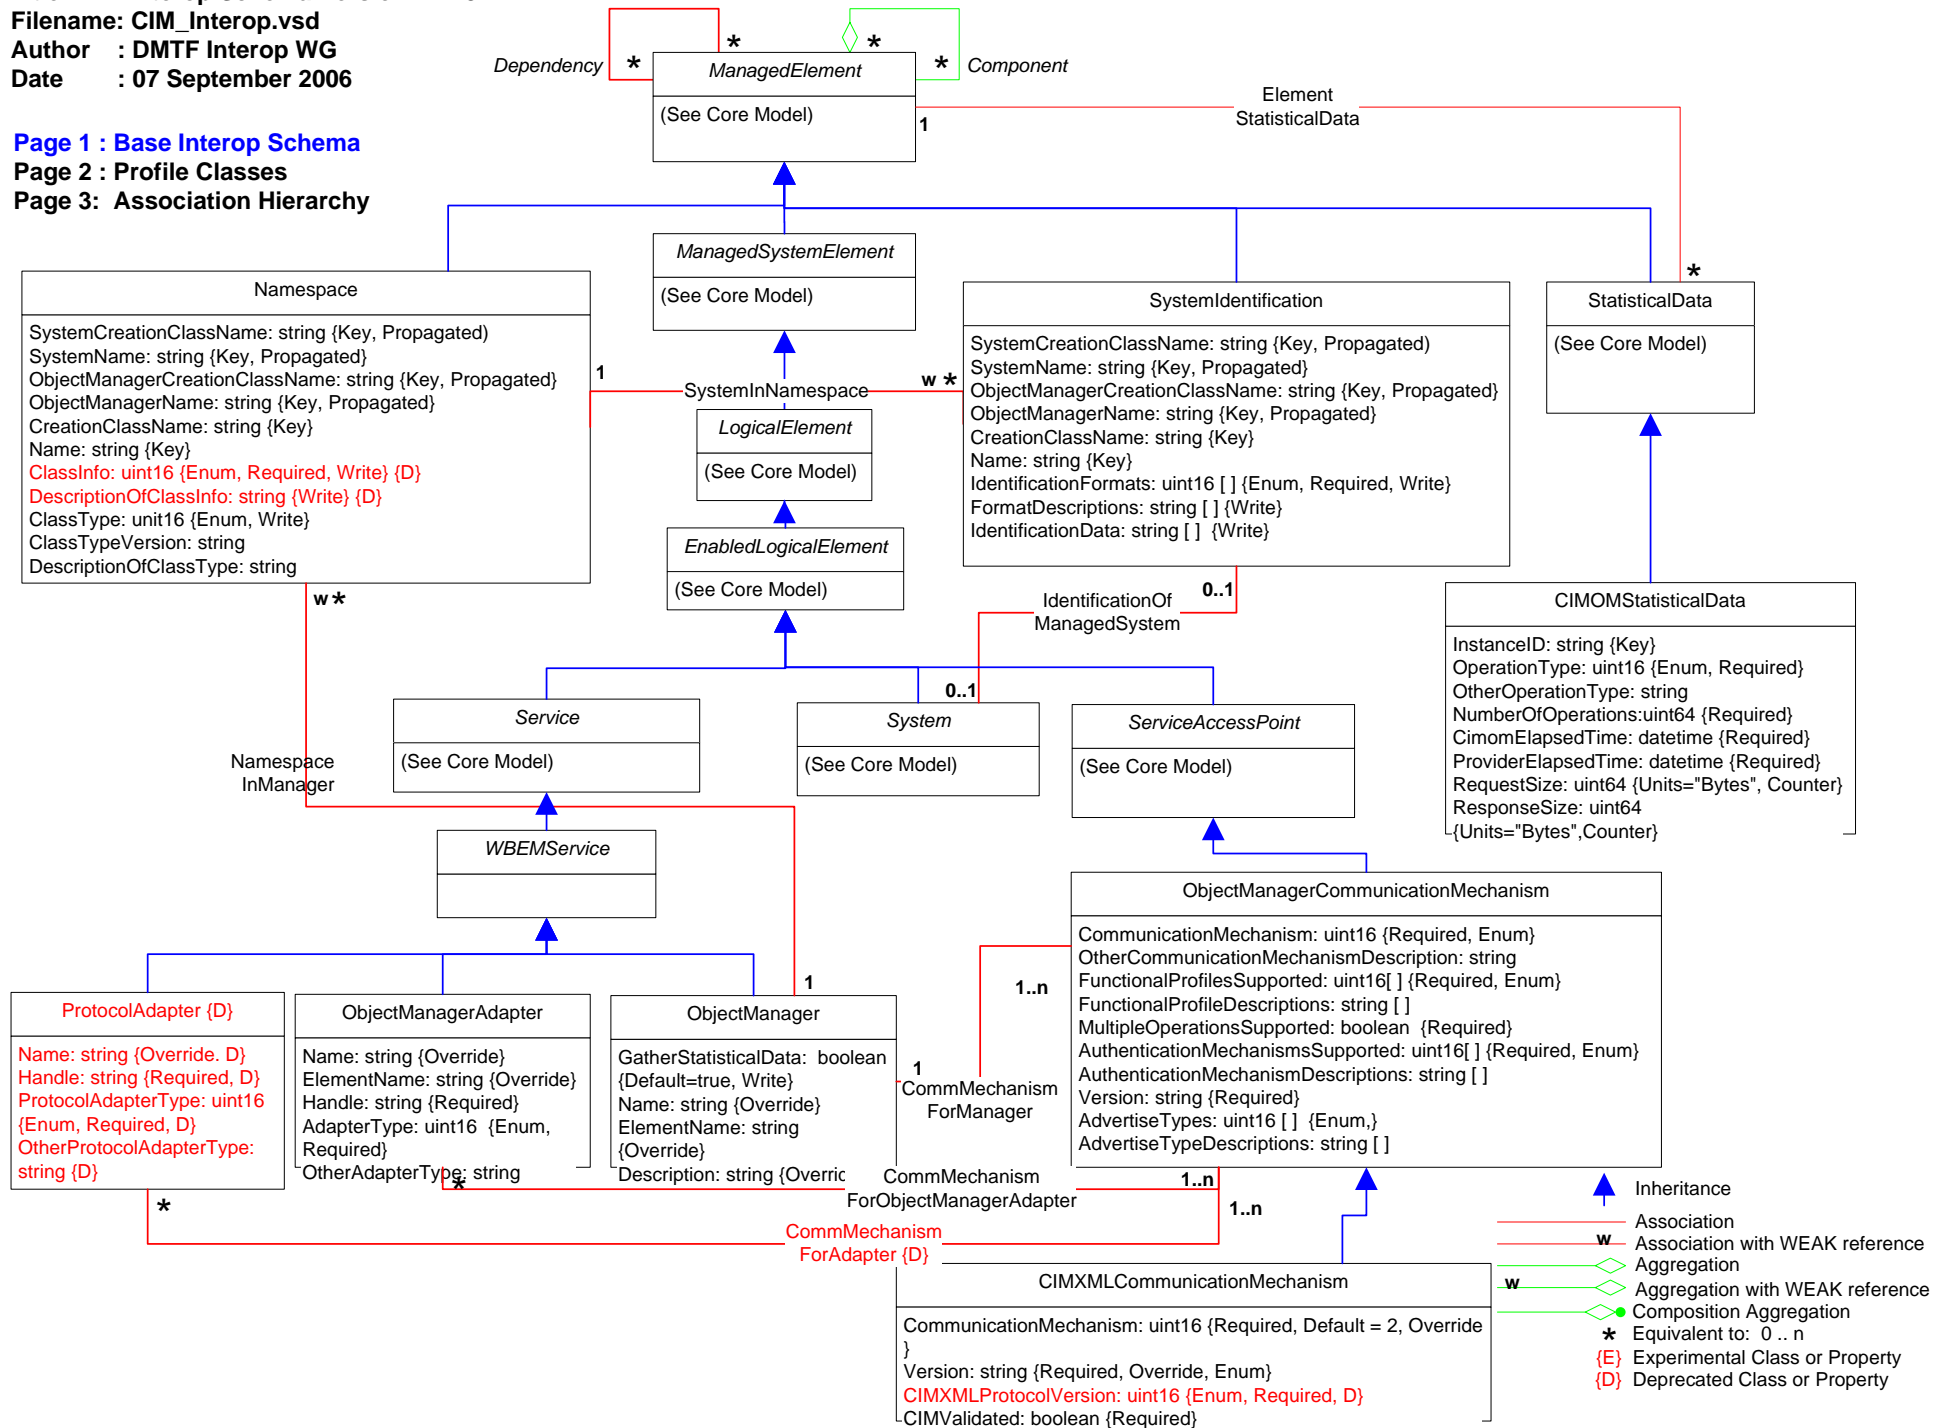 Filename: CIM_Interop.vsd
Author : DMTF Interop WG
Date : 07 September 2006
Page 1 : Base Interop Schema
Page 2 : Profile Classes
Page 3: Association Hierarchy
Dependency
*
*
*
*
Component
ManagedElement
(See Core Model)
1
Element
StatisticalData
*
ManagedSystemElement
(See Core Model)
Namespace
SystemCreationClassName: string {Key, Propagated)
SystemName: string {Key, Propagated}
ObjectManagerCreationClassName: string {Key, Propagated}
ObjectManagerName: string {Key, Propagated}
CreationClassName: string {Key}
Name: string {Key}
ClassInfo: uint16 {Enum, Required, Write} {D}
DescriptionOfClassInfo: string {Write} {D}
ClassType: unit16 {Enum, Write}
ClassTypeVersion: string
DescriptionOfClassType: string
1
SystemInNamespace
w *
SystemIdentification
SystemCreationClassName: string {Key, Propagated)
SystemName: string {Key, Propagated}
ObjectManagerCreationClassName: string {Key, Propagated}
ObjectManagerName: string {Key, Propagated}
CreationClassName: string {Key}
Name: string {Key}
IdentificationFormats: uint16 [ ] {Enum, Required, Write}
FormatDescriptions: string [ ] {Write}
IdentificationData: string [ ] {Write}
StatisticalData
(See Core Model)
LogicalElement
(See Core Model)
EnabledLogicalElement
(See Core Model)
w *
IdentificationOf
ManagedSystem
0..1
0..1
CIMOMStatisticalData
InstanceID: string {Key}
OperationType: uint16 {Enum, Required}
OtherOperationType: string
NumberOfOperations:uint64 {Required}
CimomElapsedTime: datetime {Required}
ProviderElapsedTime: datetime {Required}
RequestSize: uint64 {Units="Bytes", Counter}
ResponseSize: uint64
{Units="Bytes",Counter}
Service
(See Core Model)
System
(See Core Model)
ServiceAccessPoint
(See Core Model)
Namespace
InManager
WBEMService
ObjectManagerCommunicationMechanism
CommunicationMechanism: uint16 {Required, Enum}
OtherCommunicationMechanismDescription: string
FunctionalProfilesSupported: uint16[ ] {Required, Enum}
FunctionalProfileDescriptions: string [ ]
MultipleOperationsSupported: boolean {Required}
AuthenticationMechanismsSupported: uint16[ ] {Required, Enum}
AuthenticationMechanismDescriptions: string [ ]
Version: string {Required}
AdvertiseTypes: uint16 [ ] {Enum,}
AdvertiseTypeDescriptions: string [ ]
ProtocolAdapter {D}
Name: string {Override. D}
Handle: string {Required, D}
ProtocolAdapterType: uint16
{Enum, Required, D}
OtherProtocolAdapterType:
string {D}
ObjectManagerAdapter
Name: string {Override}
ElementName: string {Override}
Handle: string {Required}
AdapterType: uint16 {Enum,
Required}
OtherAdapterType: string
1
ObjectManager
GatherStatisticalData: boolean
{Default=true, Write}
Name: string {Override}
ElementName: string
{Override}
Description: string {Overric
1..n
1
CommMechanism
ForManager
*
CommMechanism
ForObjectManagerAdapter
1..n
*
CommMechanism
ForAdapter {D}
1..n
CIMXMLCommunicationMechanism
CommunicationMechanism: uint16 {Required, Default = 2, Override
}
Version: string {Required, Override, Enum}
CIMXMLProtocolVersion: uint16 {Enum, Required, D}
CIMValidated: boolean {Required}
Inheritance
Association
w Association with WEAK reference
Aggregation
w Aggregation with WEAK reference
Composition Aggregation
* Equivalent to: 0 .. n
{E} Experimental Class or Property
{D} Deprecated Class or Property